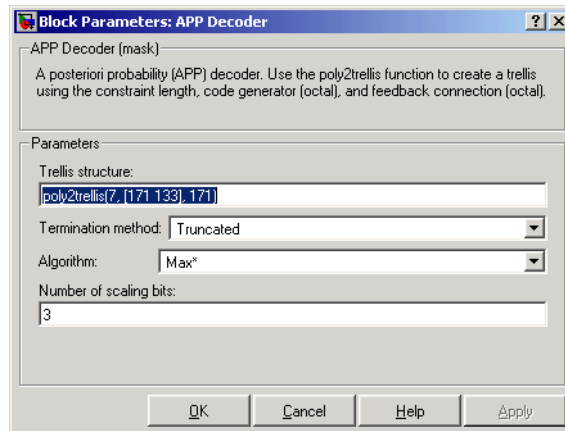 Block Parameters: APP Decoder
APP Decoder (mask)
A posteriori probability (APP) decoder. Use the poly2trellis function to create a trellis
using the constraint length, code generator (octal), and feedback connection (octal).
Parameters
Trellis structure:
poly2trellis(7, [171 133], 171)
Termination method: Truncated
Algorithm: Max*
Number of scaling bits:
3
OK Cancel Help Apply